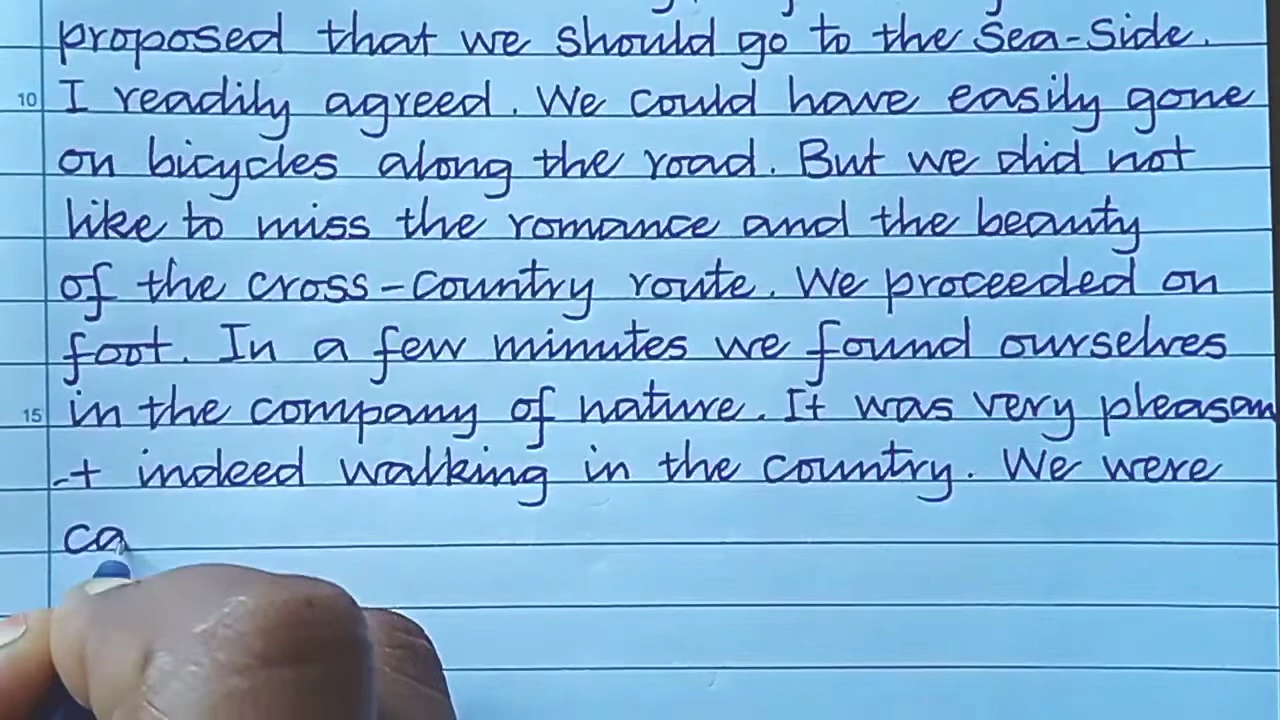 proposed that we should go to the Sea-Side.
10 I readily agreed. We could have easily gone
on bicycles along the road. But we did not
like to miss the romance and the beauty
of the cross-country route. We proceeded on
foot. In a few minutes we found ourselves
15 in the company of nature. It was very pleasan
-t indeed walking in the country. We were
ca